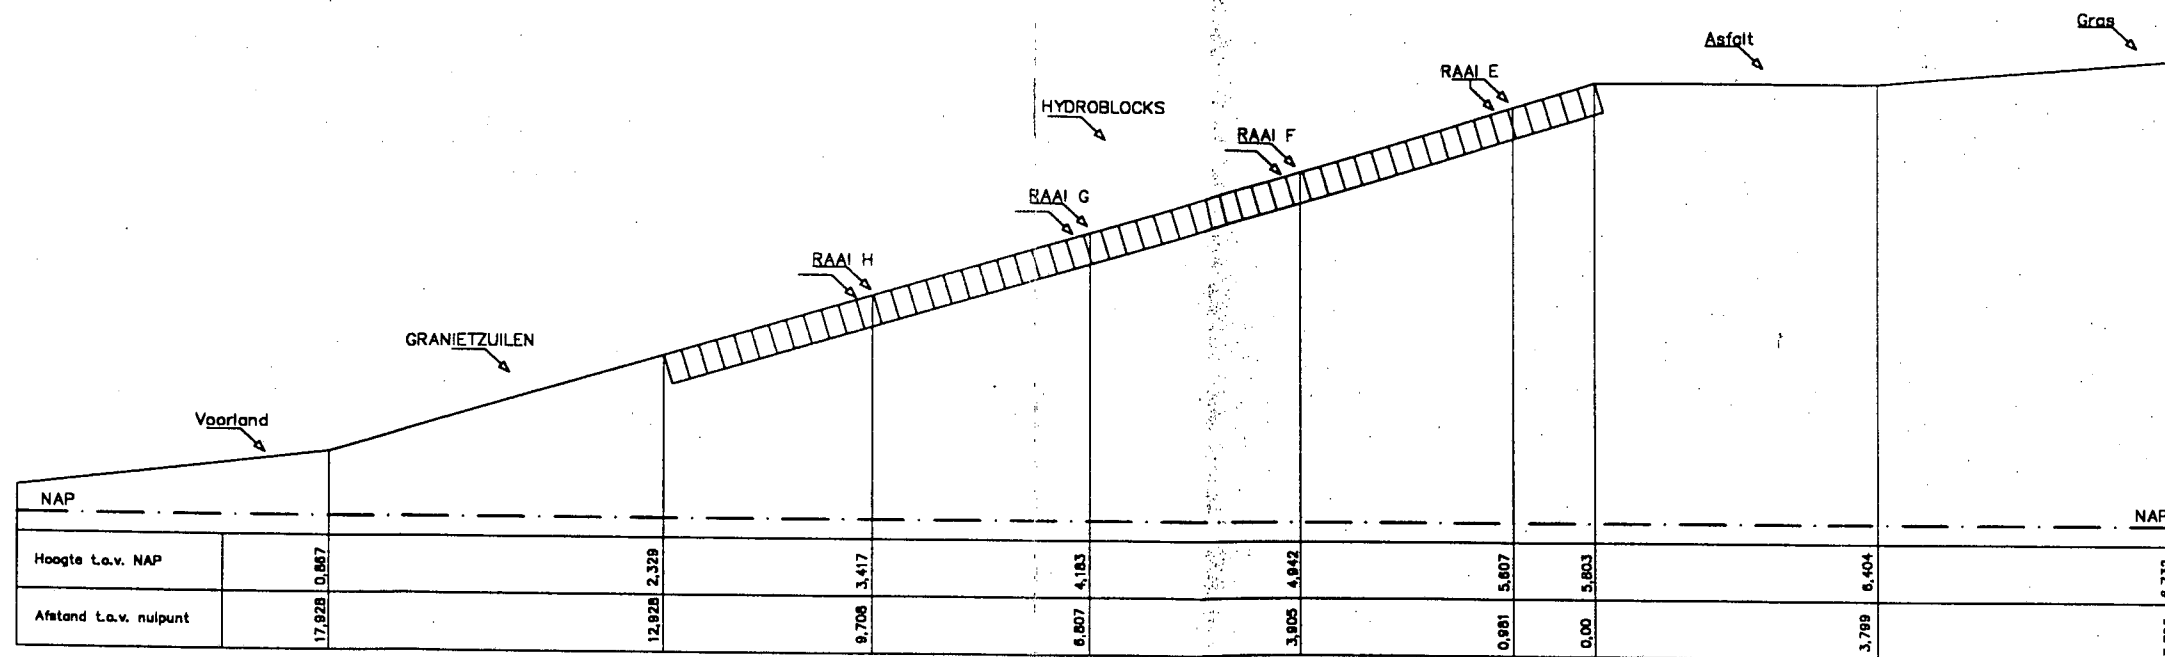 Gras
Asfalt
RAAI E
HYDROBLOCKS
RAAI F
RAAI G
RAAI H
GRANIETZUILEN
Voorland
NAP
NAP
Hoogte t.o.v. NAP 0,867 2,329 3,417 4,183 4,942 5,607 5,803 6,404
Afstand t.o.v. nulpunt 17,928 12,928 9,708 6,807 3,905 0,981 0,00 3,799